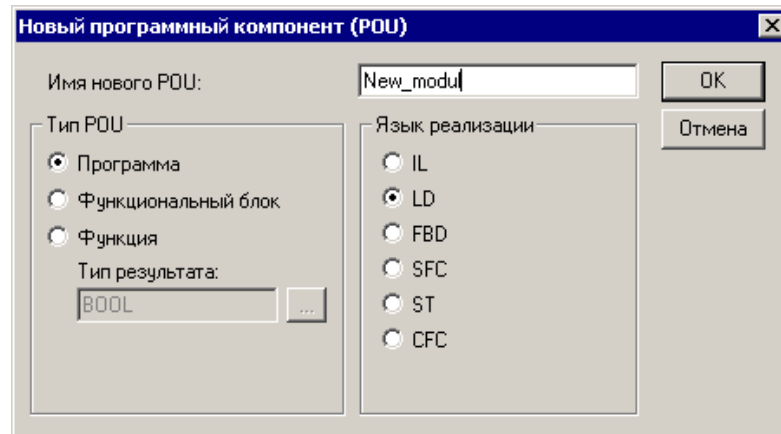 Новый программный компонент (POU)
Имя нового POU:
New_modul
OK
Отмена
Тип POU
Программа
Функциональный блок
Функция
Тип результата:
BOOL
...
Язык реализации
IL
LD
FBD
SFC
ST
CFC